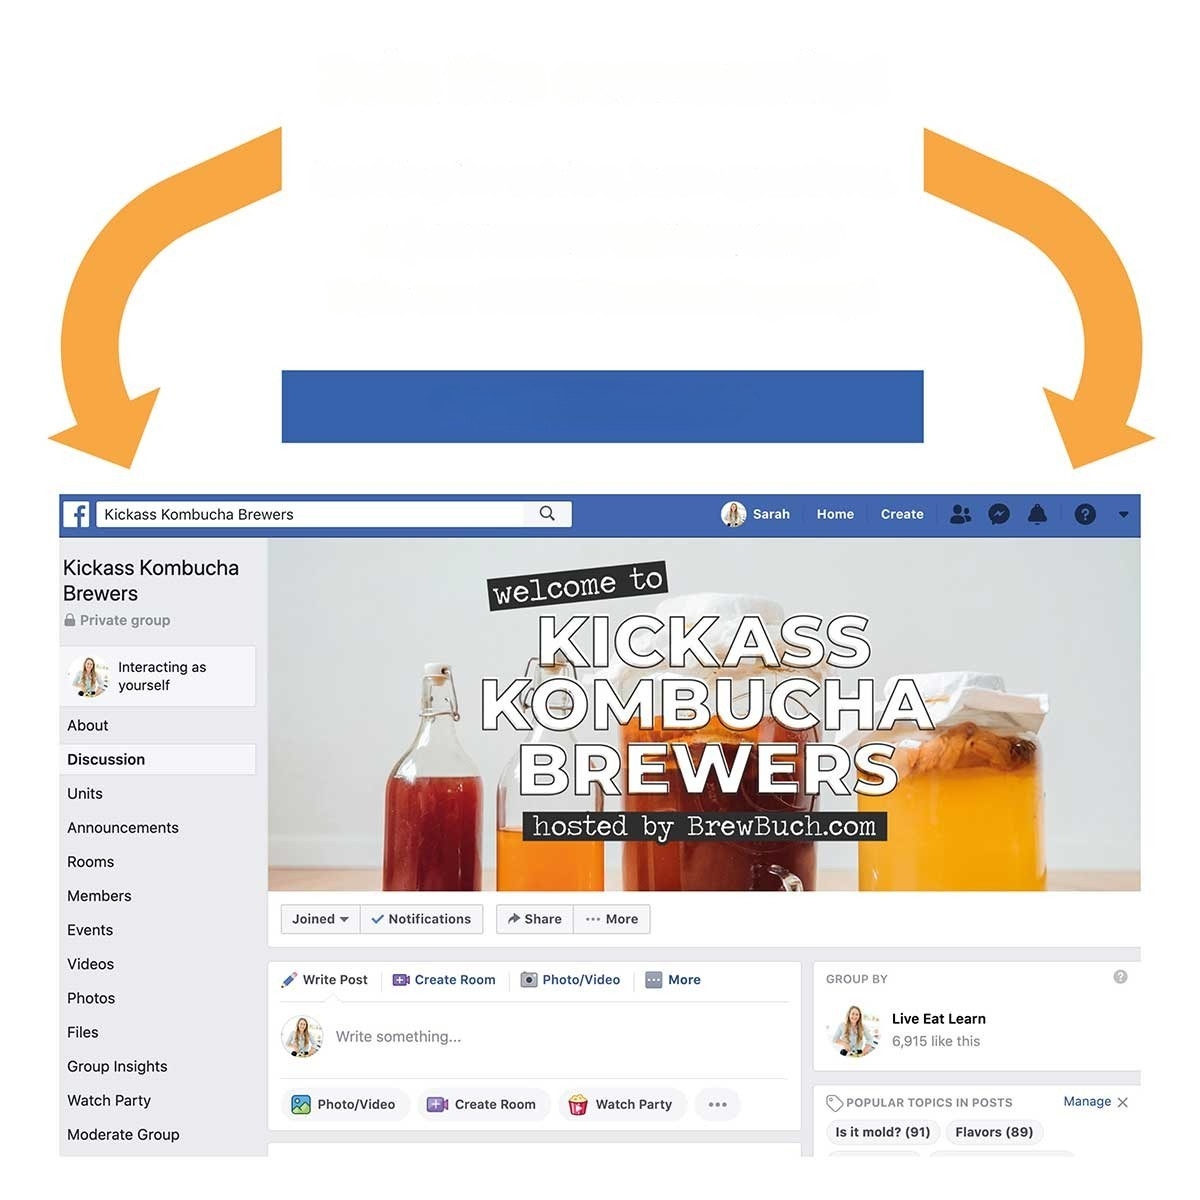 Kickass Kombucha Brewers
Sarah
Home
Create
Kickass Kombucha
Brewers
Private group
Interacting as
yourself
About
Discussion
Units
Announcements
Rooms
Members
Events
Videos
Photos
Files
Group Insights
Watch Party
Moderate Group
welcome to
KICKASS
KOMBUCHA
BREWERS
hosted by BrewBuch.com
Joined
Notifications
Share
More
Write Post
Create Room
Photo/Video
More
Write something...
Photo/Video
Create Room
Watch Party
GROUP BY
Live Eat Learn
6,915 like this
POPULAR TOPICS IN POSTS
Manage
Is it mold? (91)
Flavors (89)